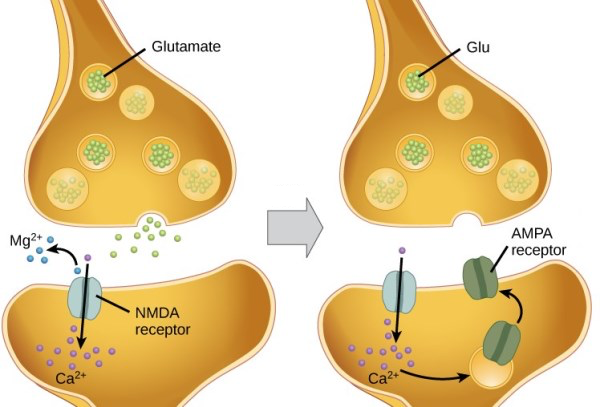 Glutamate
Mg²⁺
NMDA
receptor
Ca²⁺
Glu
AMPA
receptor
Ca²⁺